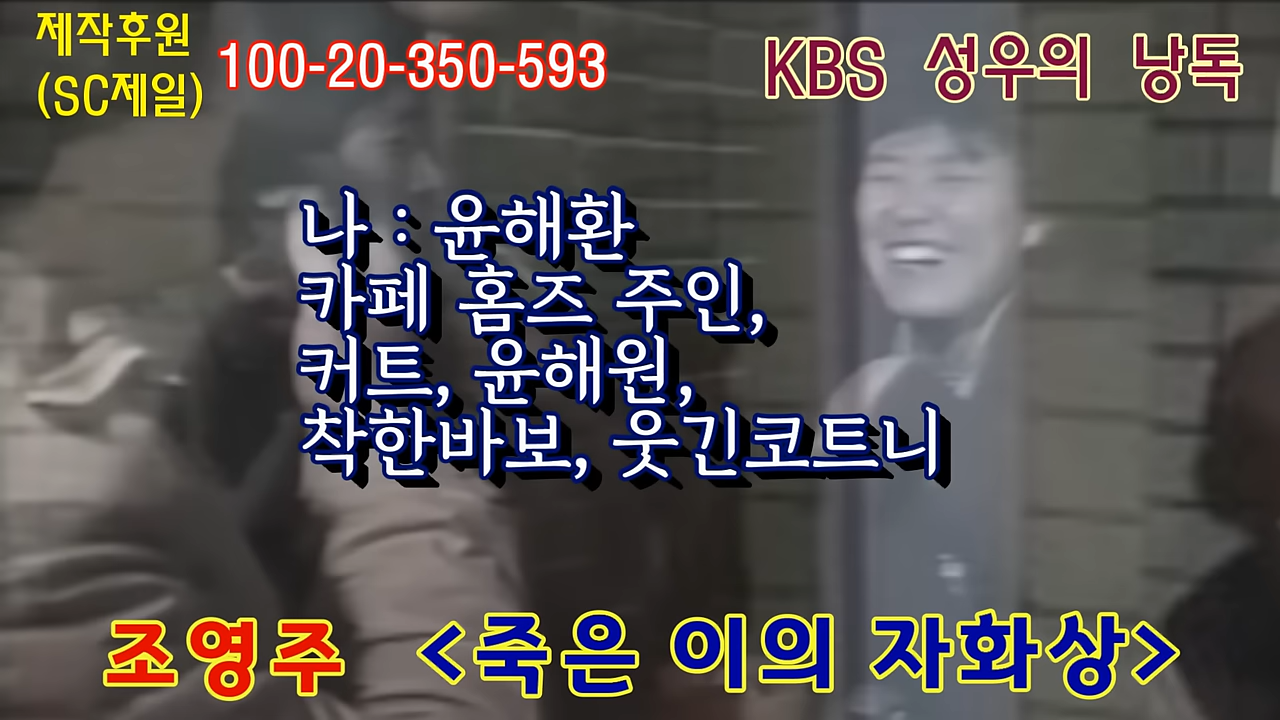 제작후원
(SC제일)
100-20-350-593
KBS 성우의 낭독
나 : 윤해환
카페 홈즈 주인,
커트, 윤해원,
착한바보, 웃긴코트니
조영주 <죽은 이의 자화상>